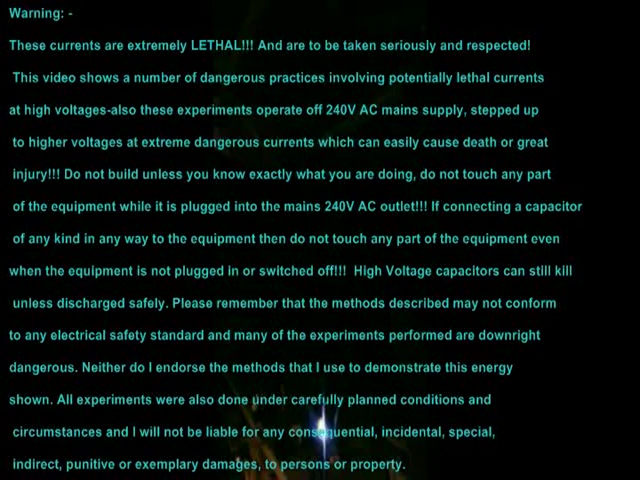 Warning: -
These currents are extremely LETHAL!!! And are to be taken seriously and respected!
This video shows a number of dangerous practices involving potentially lethal currents
at high voltages-also these experiments operate off 240V AC mains supply, stepped up
to higher voltages at extreme dangerous currents which can easily cause death or great
injury!!! Do not build unless you know exactly what you are doing, do not touch any part
of the equipment while it is plugged into the mains 240V AC outlet!!! If connecting a capacitor
of any kind in any way to the equipment then do not touch any part of the equipment even
when the equipment is not plugged in or switched off!!!  High Voltage capacitors can still kill
unless discharged safely. Please remember that the methods described may not conform
to any electrical safety standard and many of the experiments performed are downright
dangerous. Neither do I endorse the methods that I use to demonstrate this energy
shown. All experiments were also done under carefully planned conditions and
circumstances and I will not be liable for any consequential, incidental, special,
indirect, punitive or exemplary damages, to persons or property.